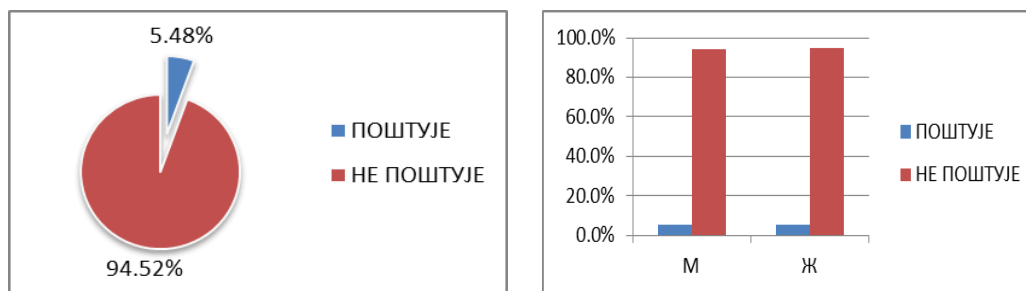 5.48%
ПОШТУЈЕ
НЕ ПОШТУЈЕ
94.52%
100.0%
80.0%
60.0%
40.0%
20.0%
0.0%
М
Ж
ПОШТУЈЕ
НЕ ПОШТУЈЕ